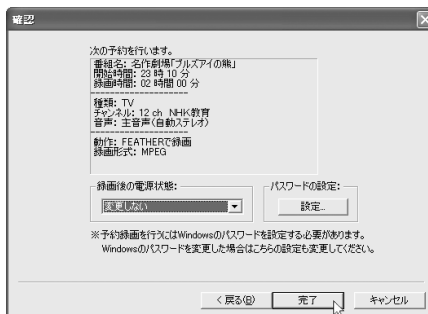 確認
次の予約を行います。
番組名: 名作劇場「ブルズアイの熊」
開始時間: 23 時 10 分
録画時間: 02 時間 00 分
--------------------
種類: TV
チャンネル: 12 ch NHK教育
音声: 主音声(自動ステレオ)
--------------------
動作: FEATHERで録画
録画形式: MPEG
録画後の電源状態:
変更しない
パスワードの設定:
設定...
※予約録画を行うにはWindowsのパスワードを設定する必要があります。
Windowsのパスワードを変更した場合はこちらの設定も変更してください。
< 戻る(B)
完了
キャンセル